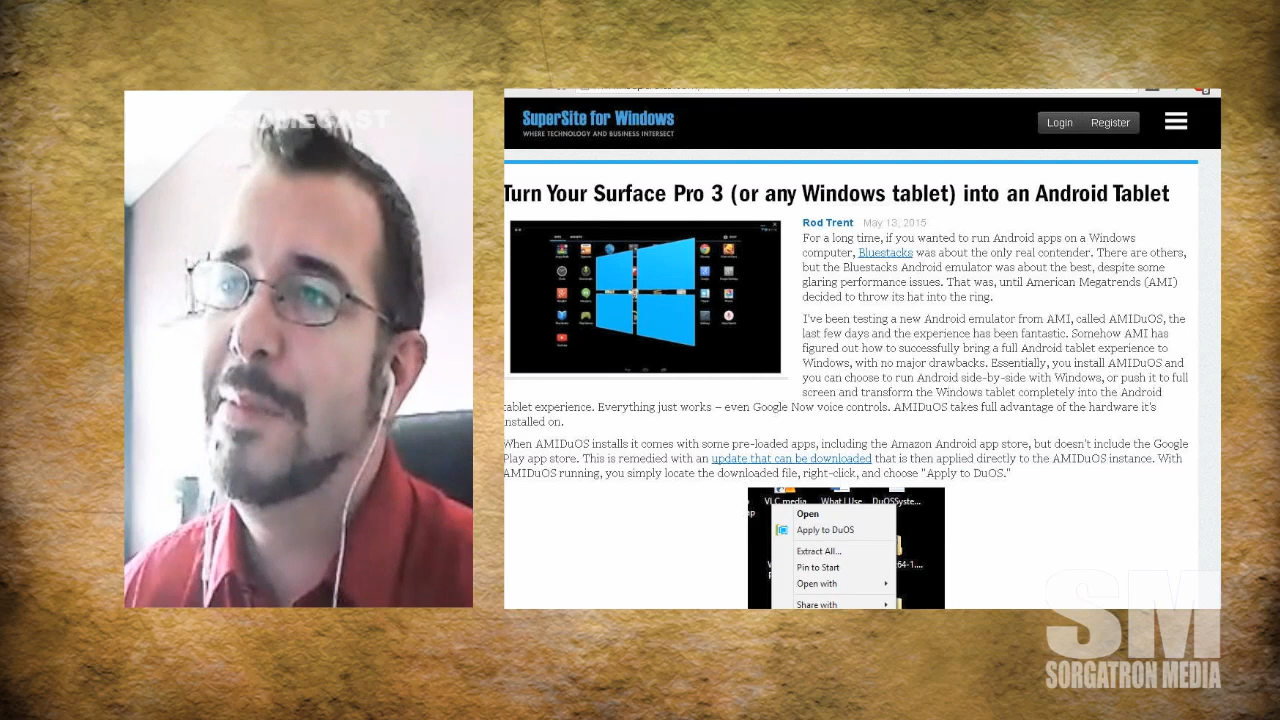 AWESOMECAST
SuperSite for Windows
WHERE TECHNOLOGY AND BUSINESS INTERSECT
Login Register
Turn Your Surface Pro 3 (or any Windows tablet) into an Android Tablet
Rod Trent May 13, 2015
For a long time, if you wanted to run Android apps on a Windows
computer, Bluestacks was about the only real contender. There are others,
but the Bluestacks Android emulator was about the best, despite some
glaring performance issues. That was, until American Megatrends (AMI)
decided to throw its hat into the ring.
I've been testing a new Android emulator from AMI, called AMIDuOS, the
last few days and the experience has been fantastic. Somehow AMI has
figured out how to successfully bring a full Android tablet experience to
Windows, with no major drawbacks. Essentially, you install AMIDuOS and
you can choose to run Android side-by-side with Windows, or push it to full
screen and transform the Windows tablet completely into the Android
tablet experience. Everything just works – even Google Now voice controls. AMIDuOS takes full advantage of the hardware it's
installed on.
When AMIDuOS installs it comes with some pre-loaded apps, including the Amazon Android app store, but doesn't include the Google
Play app store. This is remedied with an update that can be downloaded that is then applied directly to the AMIDuOS instance. With
AMIDuOS running, you simply locate the downloaded file, right-click, and choose "Apply to DuOS."
VLC media What I Use DuOSSyste...
Open
Apply to DuOS
Extract All...
Pin to Start
Open with
Share with
64-1....
SM
SORGATRON MEDIA